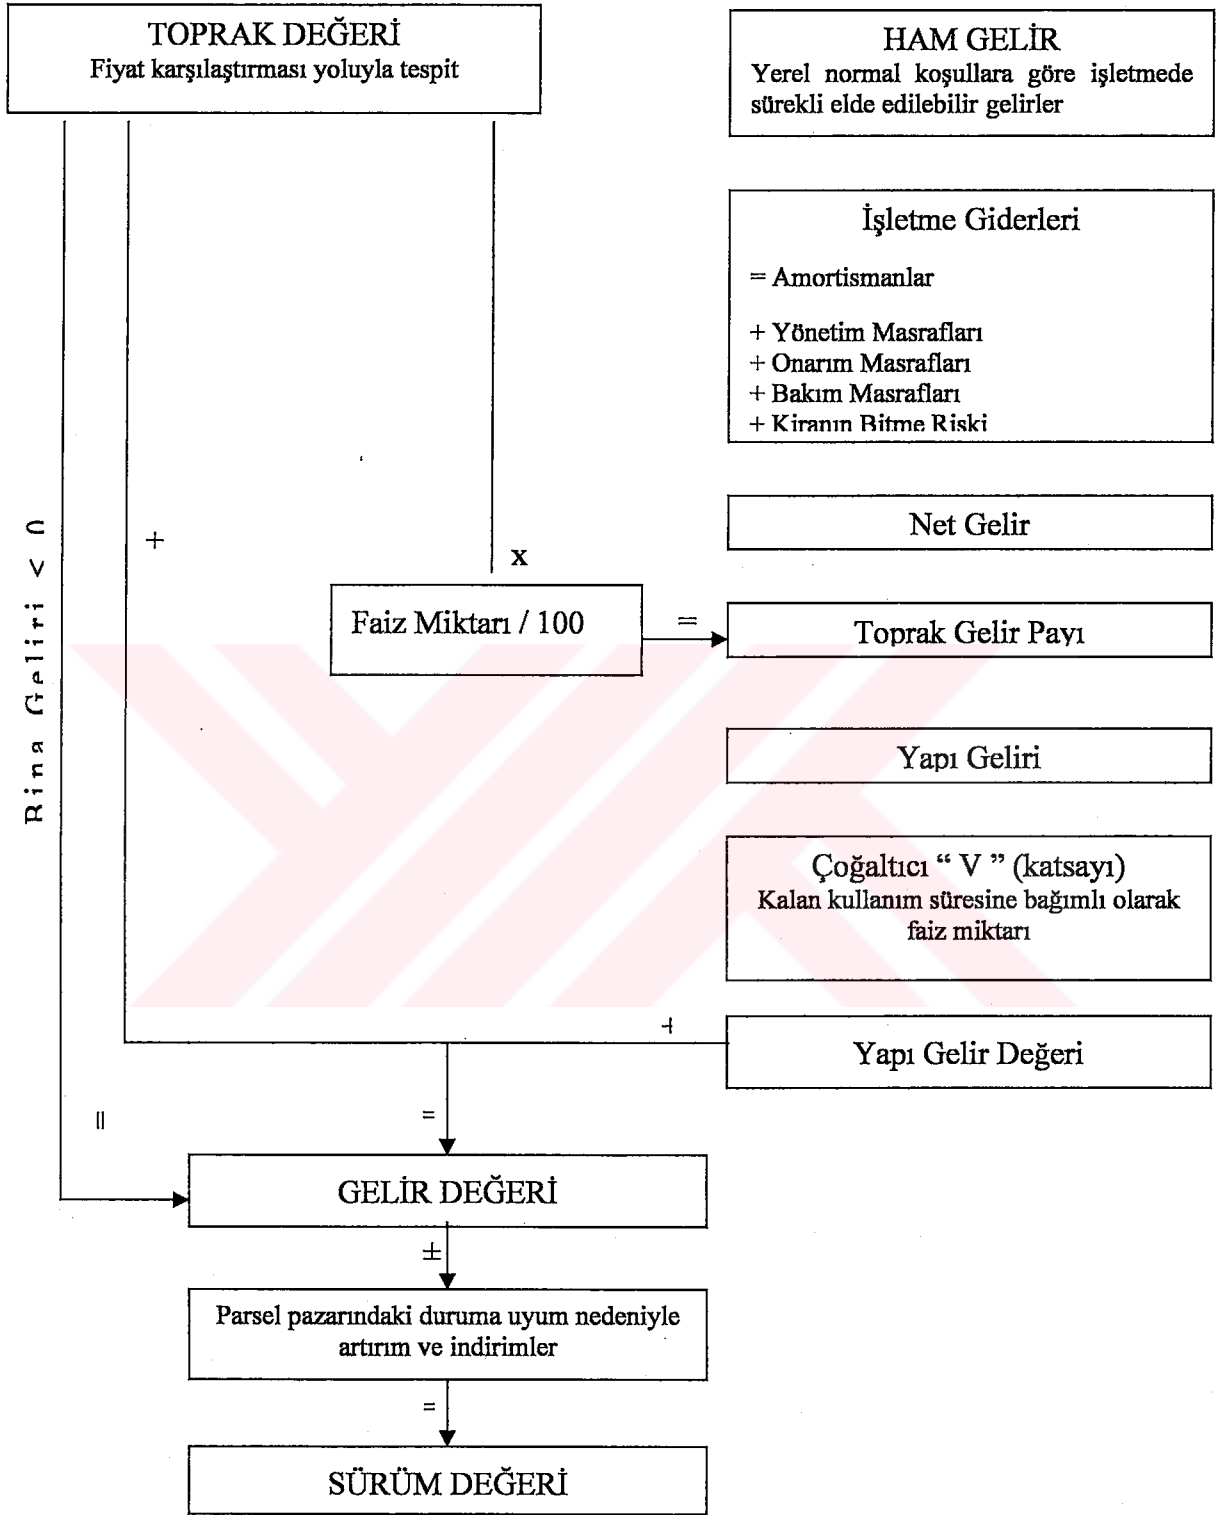 TOPRAK DEĞERİ
Fiyat karşılaştırması yoluyla tespit
HAM GELİR
Yerel normal koşullara göre işletmede
sürekli elde edilebilir gelirler
İşletme Giderleri
= Amortismanlar
+ Yönetim Masrafları
+ Onarım Masrafları
+ Bakım Masrafları
+ Kiranın Bitme Riski
Net Gelir
+
x
Faiz Miktarı / 100
=
Toprak Gelir Payı
Bina Geliri < 0
Yapı Geliri
Çoğaltıcı “ V ” (katsayı)
Kalan kullanım süresine bağımlı olarak
faiz miktarı
+
Yapı Gelir Değeri
=
=
GELİR DEĞERİ
±
Parsel pazarındaki duruma uyum nedeniyle
artırım ve indirimler
=
SÜRÜM DEĞERİ